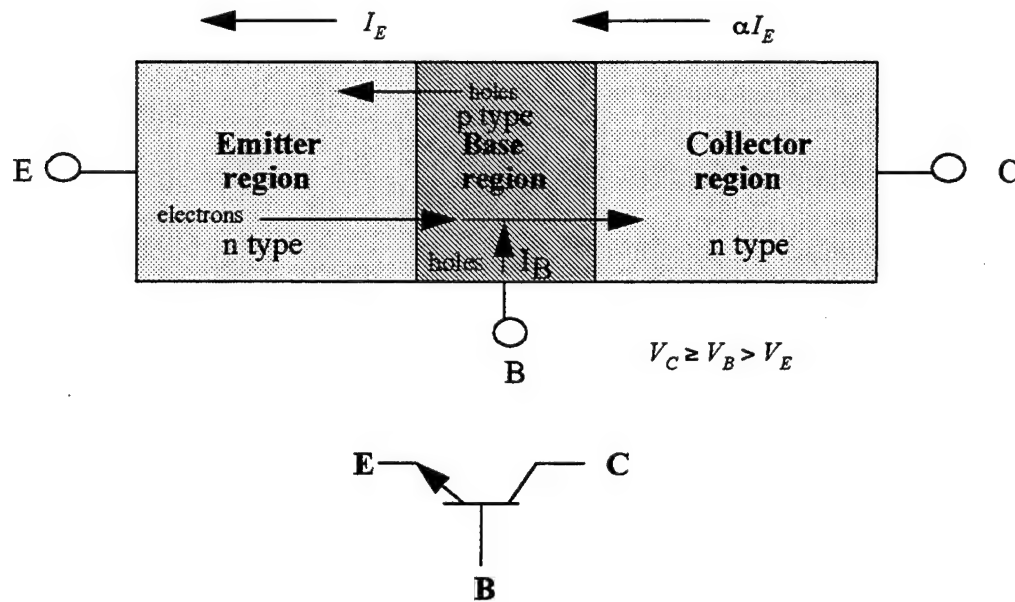 I_E αI_E
holes
p type
Emitter region
Base region
Collector region
E
C
electrons
n type
holes I_B
n type
B
V_C ≥ V_B > V_E
E C
B